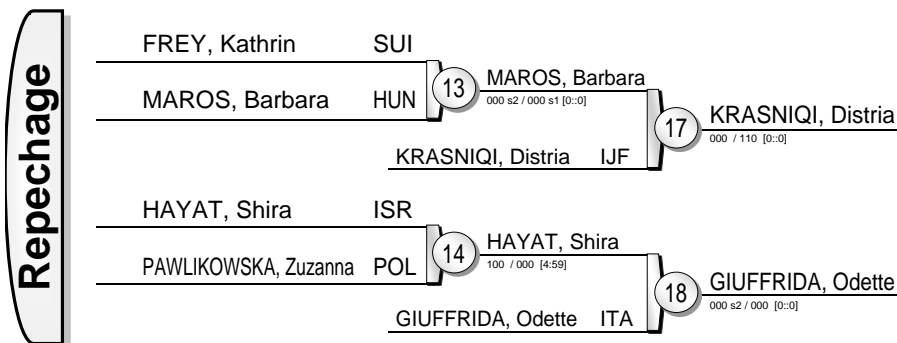 Repechage
FREY, Kathrin SUI
MAROS, Barbara HUN
13
MAROS, Barbara
000 s2 / 000 s1 [0::0]
KRASNIQI, Distria IJF
17
KRASNIQI, Distria
000 / 110 [0::0]
HAYAT, Shira ISR
PAWLIKOWSKA, Zuzanna POL
14
HAYAT, Shira
100 / 000 [4:59]
GIUFFRIDA, Odette ITA
18
GIUFFRIDA, Odette
000 s2 / 000 [0::0]